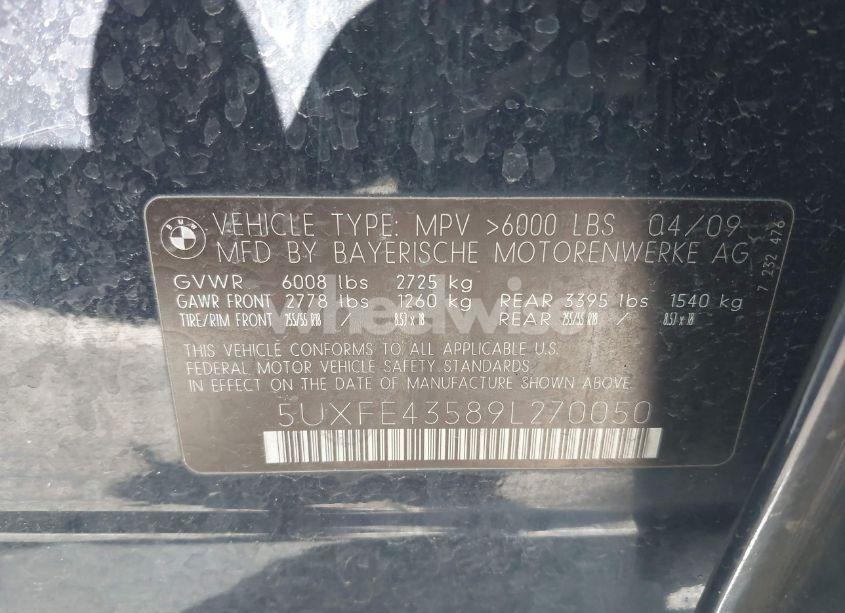 BMW
VEHICLE TYPE: MPV >6000 LBS 04/09
MFD BY BAYERISCHE MOTORENWERKE AG
GVWR 6008 lbs 2725 kg
GAWR FRONT 2778 lbs 1260 kg REAR 3395 lbs 1540 kg
TIRE/RIM FRONT 255/55 R18 / 8.5J x 18 REAR 255/55 R18 / 8.5J x 18
THIS VEHICLE CONFORMS TO ALL APPLICABLE U.S.
FEDERAL MOTOR VEHICLE SAFETY STANDARDS
IN EFFECT ON THE DATE OF MANUFACTURE SHOWN ABOVE
5UXFE43589L270050
7 232 476